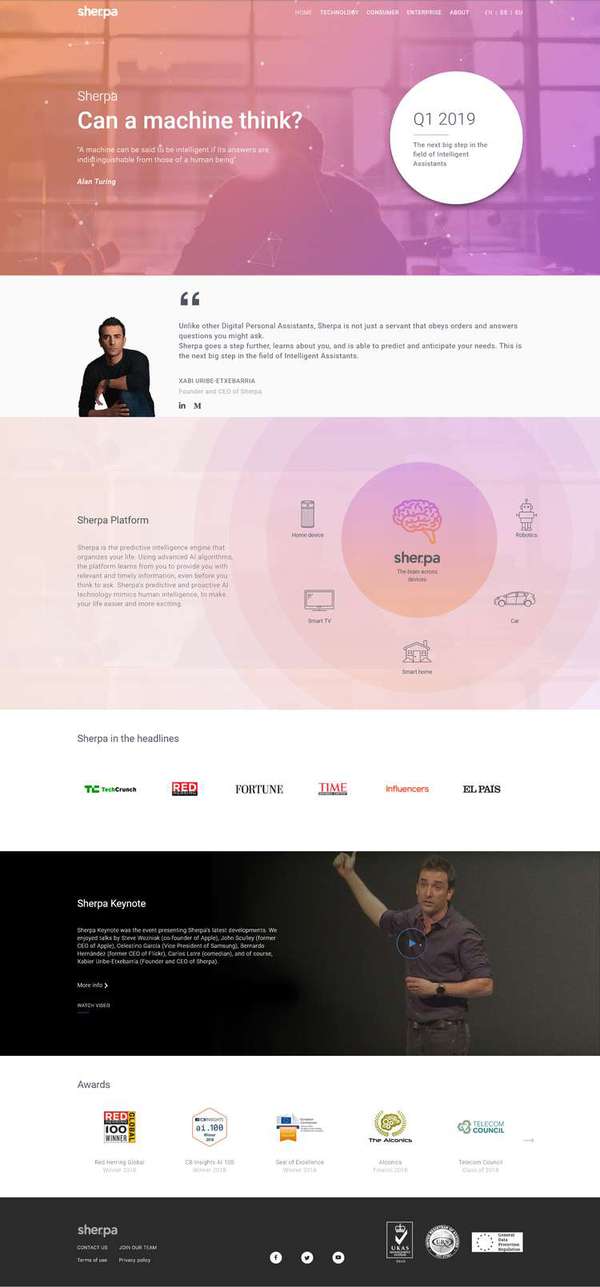 sher.pa
HOME TECHNOLOGY CONSUMER ENTERPRISE ABOUT EN | ES | EU
Sherpa
Can a machine think?
"A machine can be said to be intelligent if its answers are
indistinguishable from those of a human being"
Alan Turing
Q1 2019
The next big step in the
field of Intelligent
Assistants
Unlike other Digital Personal Assistants, Sherpa is not just a servant that obeys orders and answers
questions you might ask.
Sherpa goes a step further, learns about you, and is able to predict and anticipate your needs. This is
the next big step in the field of Intelligent Assistants.
XABI URIBE-ETXEBARRIA
Founder and CEO of Sherpa
Sherpa Platform
Sherpa is the predictive intelligence engine that
organizes your life. Using advanced AI algorithms,
the platform learns from you to provide you with
relevant and timely information, even before you
think to ask. Sherpa's predictive and proactive AI
technology mimics human intelligence, to make
your life easier and more exciting.
Home device
sher.pa
The brain across
devices
Robotics
Smart TV
Car
Smart home
Sherpa in the headlines
TC TechCrunch
RED
FORTUNE
TIME
influencers
EL PAÍS
Sherpa Keynote
Sherpa Keynote was the event presenting Sherpa's latest developments. We
enjoyed talks by Steve Wozniak (co-founder of Apple), John Sculley (former
CEO of Apple), Celestino García (Vice President of Samsung), Bernardo
Hernández (former CEO of Flickr), Carlos Latre (comedian), and of course,
Xabier Uribe-Etxebarria (Founder and CEO of Sherpa).
More info
WATCH VIDEO
Awards
RED
100
WINNER
GLOBAL
CBINSIGHTS
ai.100
Winner
2018
European
Commission
The Alconics
TELECOM
COUNCIL
Red Herring Global
Winner 2018
CB Insights AI 100
Winner 2018
Seal of Excellence
Winner 2018
Alconics
Finalist 2018
Telecom Council
Class of 2018
sher.pa
CONTACT US JOIN OUR TEAM
Terms of use Privacy policy
UKAS
General
Data
Protection
Regulation